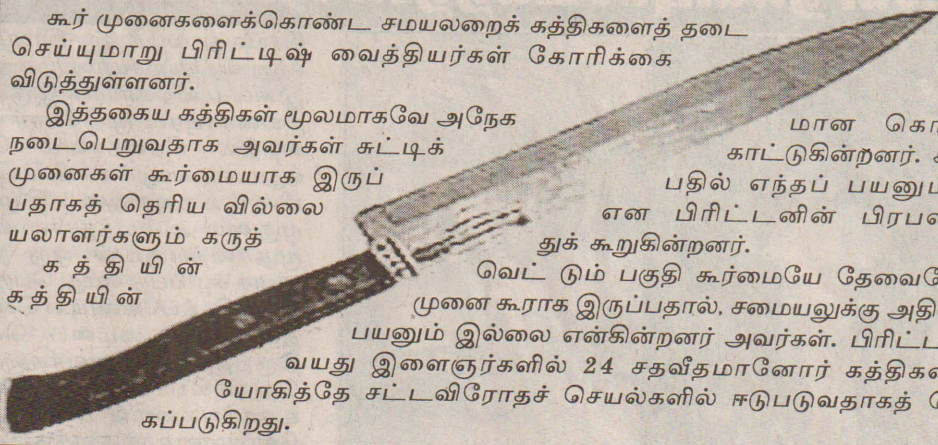 கூர் முனைகளைக்கொண்ட சமயலறைக் கத்திகளைத் தடை
செய்யுமாறு பிரிட்டிஷ் வைத்தியர்கள் கோரிக்கை
விடுத்துள்ளனர்.
இத்தகைய கத்திகள் மூலமாகவே அநேக மான
நடைபெறுவதாக அவர்கள் சுட்டிக் காட்டுகின்றனர்.
முனைகள் கூர்மையாக இருப் பதில் எந்தப்
பதாகத் தெரிய வில்லை என பிரிட்டனின்
யலாளர்களும் கருத் துக் கூறுகின்றனர்.
கத்தியின் வெட் டும் பகுதி கூர்மையே
கத்தியின் முனை கூராக இருப்பதால், சமையலுக்கு
பயனும் இல்லை என்கின்றனர் அவர்கள்.
வயது இளைஞர்களில் 24 சதவீதமானோர்
யோகித்தே சட்டவிரோதச் செயல்களில் ஈடுபடுவதாகத்
கப்படுகிறது.